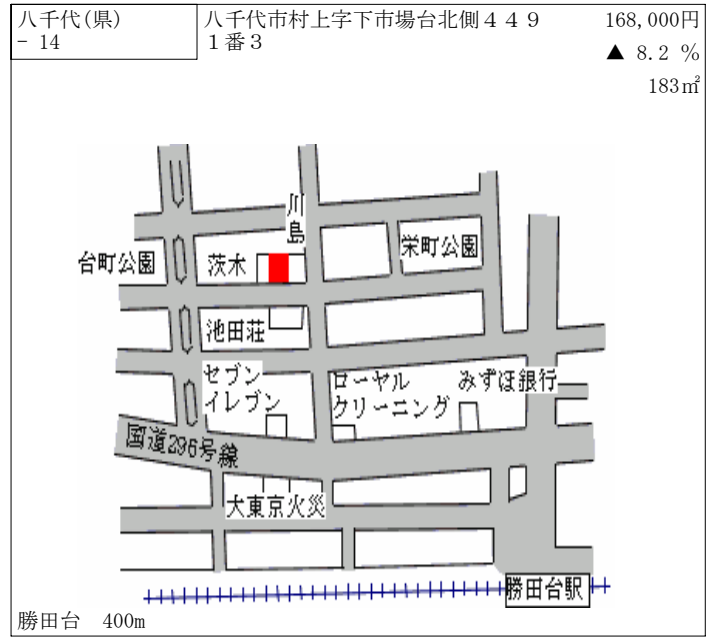 八千代(県)
- 14
八千代市村上字下市場台北側４４９
１番３
168,000円
▲ 8.2 %
183㎡
川島
台町公園
茨木
栄町公園
池田荘
セブン
イレブン
ローヤル
クリーニング
みずほ銀行
国道296号線
大東京火災
勝田台駅
勝田台　400m